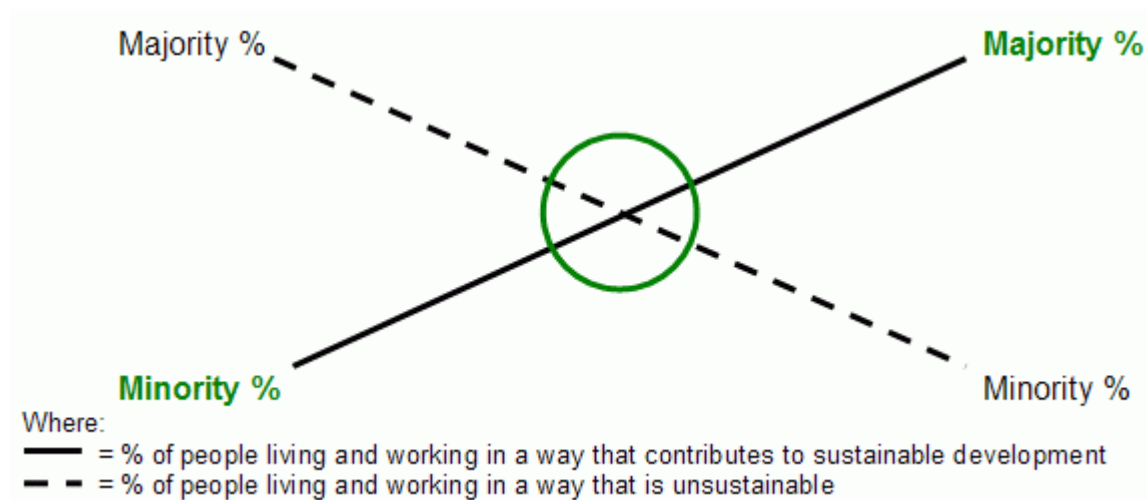 Majority %
Majority %
Minority %
Minority %
Where:
= % of people living and working in a way that contributes to sustainable development
= % of people living and working in a way that is unsustainable